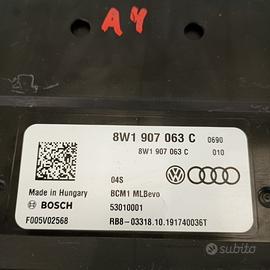 A4
8W1 907 063 C 0690
8W1 907 063 C 010
04S
Made in Hungary BCM1 MLBevo
BOSCH 53010001
F005V02568 RB8-03318.10.191740036T
subito